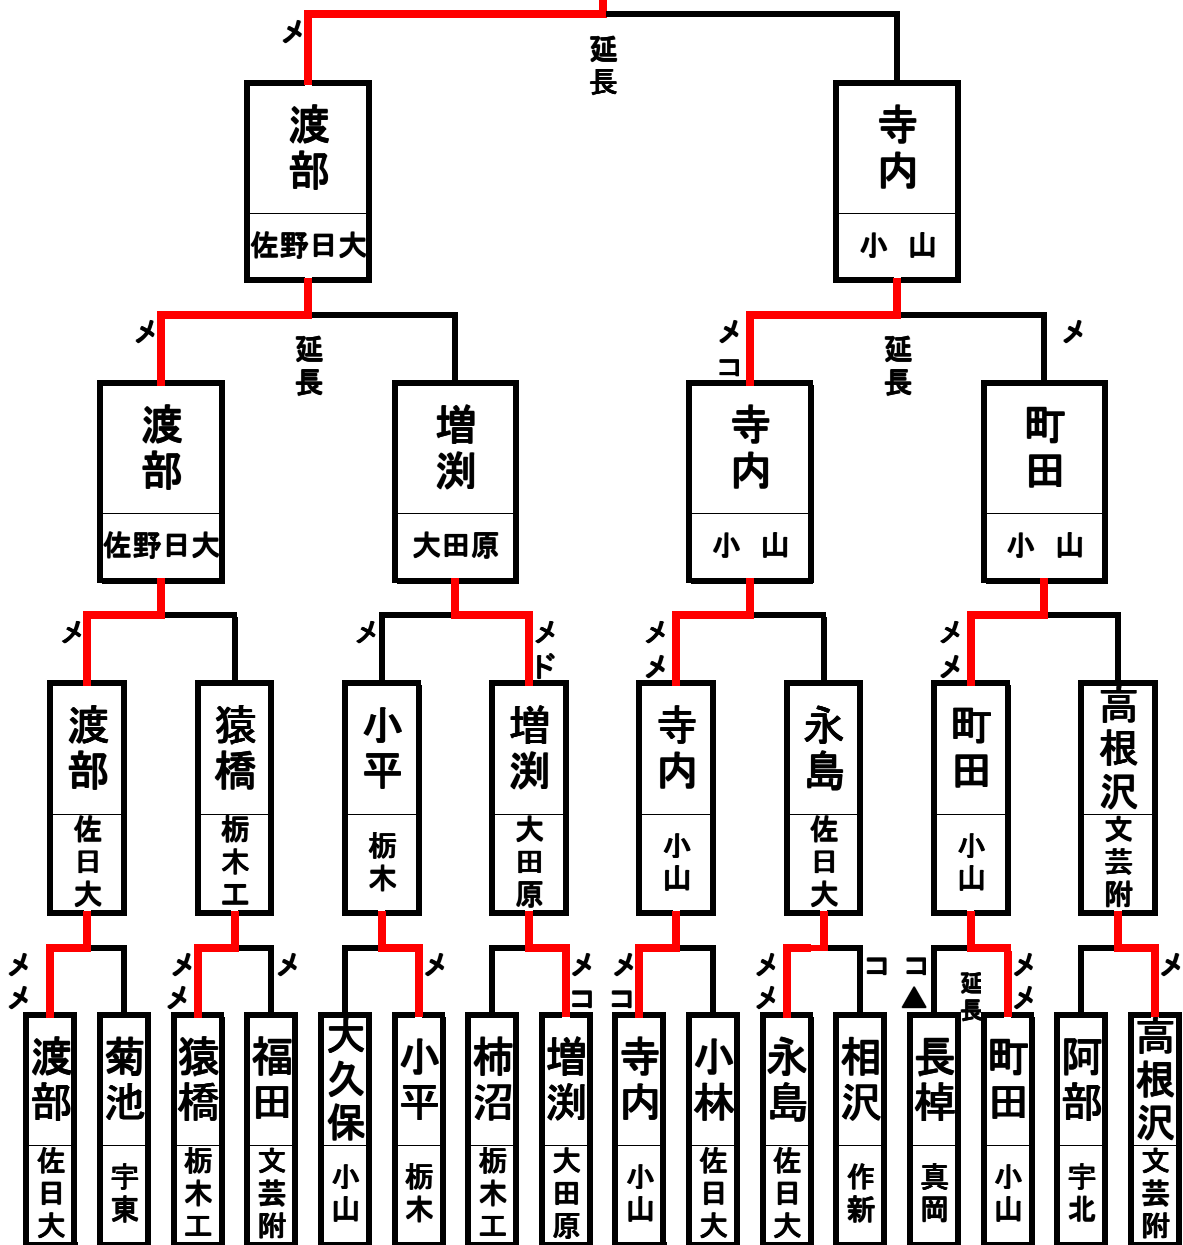 メ
延長
渡部
寺内
佐野日大
小 山
メ
延長
メ
コ
延長
メ
渡部
増渕
寺内
町田
佐野日大
大田原
小 山
小 山
メ
メ
メ
ド
メ
メ
メ
メ
渡部
猿橋
小平
増渕
寺内
永島
町田
高根沢
佐日大
栃木工
栃木
大田原
小山
佐日大
小山
文芸附
メ
メ
メ
メ
メ
メ
メ
コ
メ
コ
メ
メ
コ
コ
▲
延長
メ
メ
メ
渡部
菊池
猿橋
福田
大久保
小平
柿沼
増渕
寺内
小林
永島
相沢
長棹
町田
阿部
高根沢
佐日大
宇東
栃木工
文芸附
小山
栃木
栃木工
大田原
小山
佐日大
佐日大
作新
真岡
小山
宇北
文芸附